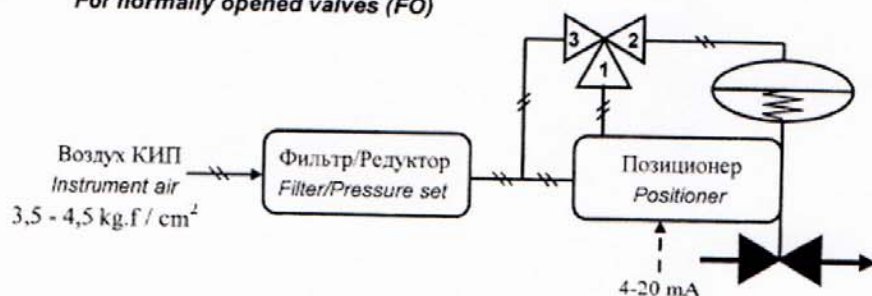 For normally opened valves (FO)
3
2
1
Воздух КИП
Instrument air
3,5 - 4,5 kg.f / cm²
Фильтр/Редуктор
Filter/Pressure set
Позиционер
Positioner
4-20 mA